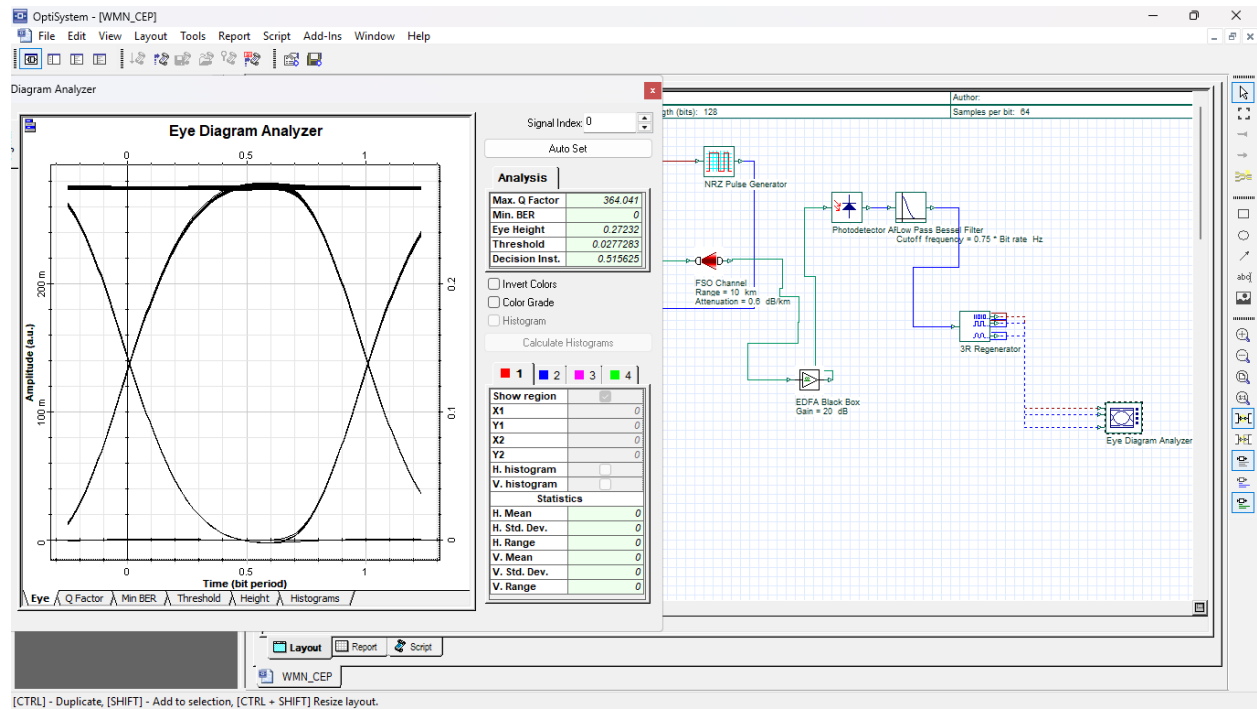 OptiSystem - [WMN_CEP]
File Edit View Layout Tools Report Script Add-Ins Window Help
Diagram Analyzer
Eye Diagram Analyzer
0 0.5 1
200 m
100 m
0
Amplitude (a.u.)
0.2
0.1
0
0 0.5 1
Time (bit period)
Eye Q Factor Min BER Threshold Height Histograms
Signal Index: 0
Auto Set
Analysis
Max. Q Factor 364.041
Min. BER 0
Eye Height 0.27232
Threshold 0.0277283
Decision Inst. 0.515625
Invert Colors
Color Grade
Histogram
Calculate Histograms
1 2 3 4
Show region
X1 0
Y1 0
X2 0
Y2 0
H. histogram
V. histogram
Statistics
H. Mean 0
H. Std. Dev. 0
H. Range 0
V. Mean 0
V. Std. Dev. 0
V. Range 0
Author:
gth (bits): 128 Samples per bit: 64
NRZ Pulse Generator
Photodetector A Low Pass Bessel Filter
Cutoff frequency = 0.75 * Bit rate Hz
FSO Channel
Range = 10 km
Attenuation = 0.6 dB/km
3R Regenerator
EDFA Black Box
Gain = 20 dB
Eye Diagram Analyzer
abc
Layout Report Script
WMN_CEP
[CTRL] - Duplicate, [SHIFT] - Add to selection, [CTRL + SHIFT] Resize layout.